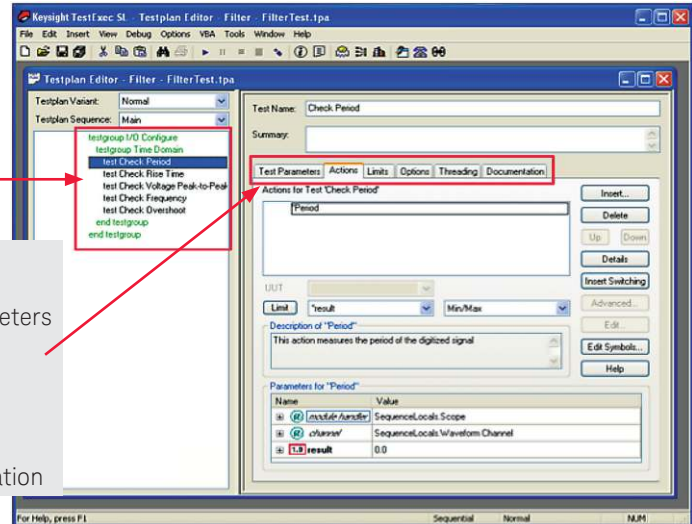 Keysight TestExec SL - Testplan Editor - Filter - FilterTest.tpa
File Edit Insert View Debug Options VBA Tools Window Help
Testplan Editor - Filter - FilterTest.tpa
Testplan Variant: Normal
Testplan Sequence: Main
testgroup I/O Configure
testgroup Time Domain
test Check Period
test Check Rise Time
test Check Voltage Peak-to-Peak
test Check Frequency
test Check Overshoot
end testgroup
end testgroup
Test Name: Check Period
Summary:
Test Parameters Actions Limits Options Threading Documentation
Actions for Test 'Check Period'
'Period
Insert...
Delete
Up Down
Details
Insert Switching
Advanced...
Edit...
Edit Symbols...
Help
UUT
Limit "result Min/Max
Description of "Period"
This action measures the period of the digitized signal
Parameters for "Period"
Name Value
module handler SequenceLocals.Scope
channel SequenceLocals.Waveform Channel
1.0 result 0.0
eters
ation
For Help, press F1 Sequential Normal NUM